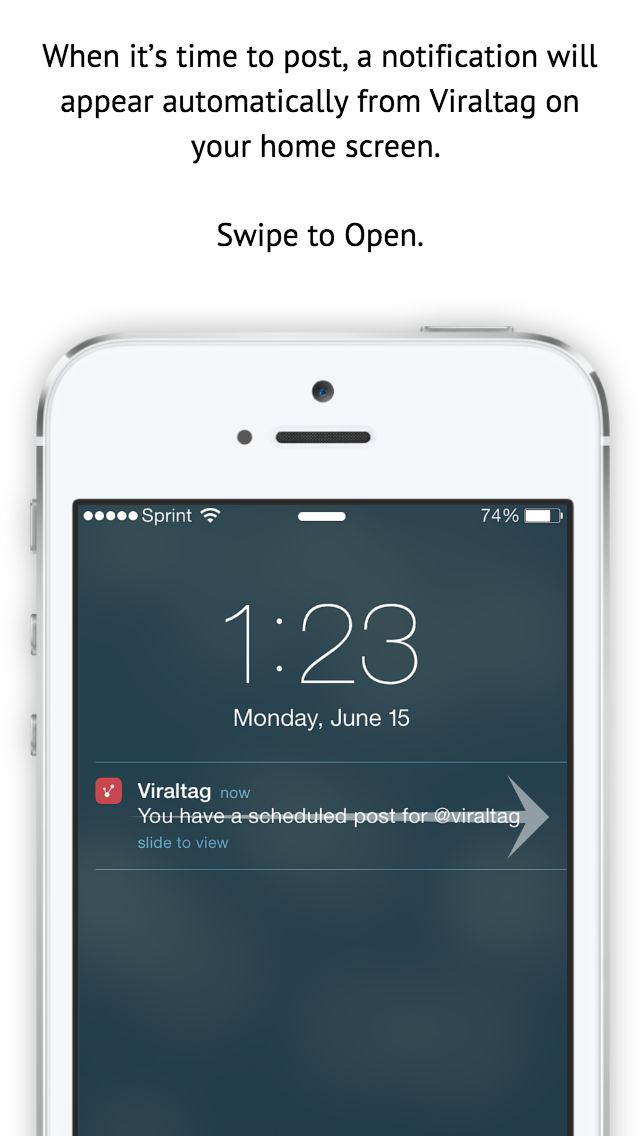 When it’s time to post, a notification will
appear automatically from Viraltag on
your home screen.
Swipe to Open.
Sprint 74%
1:23
Monday, June 15
Viraltag now
You have a scheduled post for @viraltag
slide to view